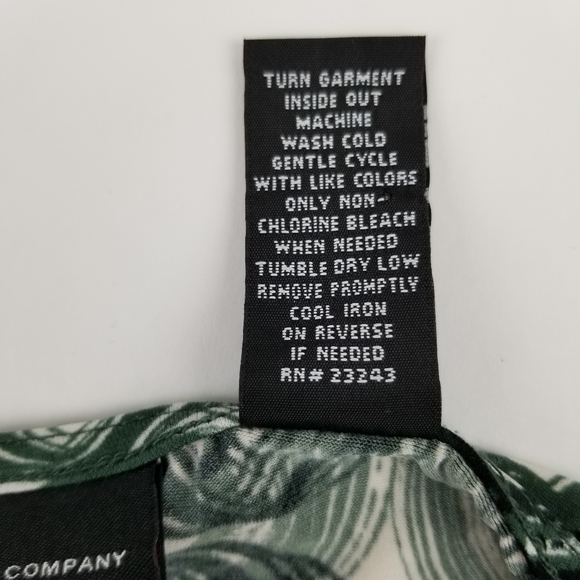 TURN GARMENT
INSIDE OUT
MACHINE
WASH COLD
GENTLE CYCLE
WITH LIKE COLORS
ONLY NON-
CHLORINE BLEACH
WHEN NEEDED
TUMBLE DRY LOW
REMOVE PROMPTLY
COOL IRON
ON REVERSE
IF NEEDED
RN# 23243
COMPANY